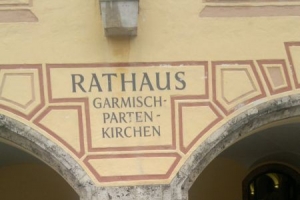 RATHAUS
GARMISCH-
PARTEN-
KIRCHEN